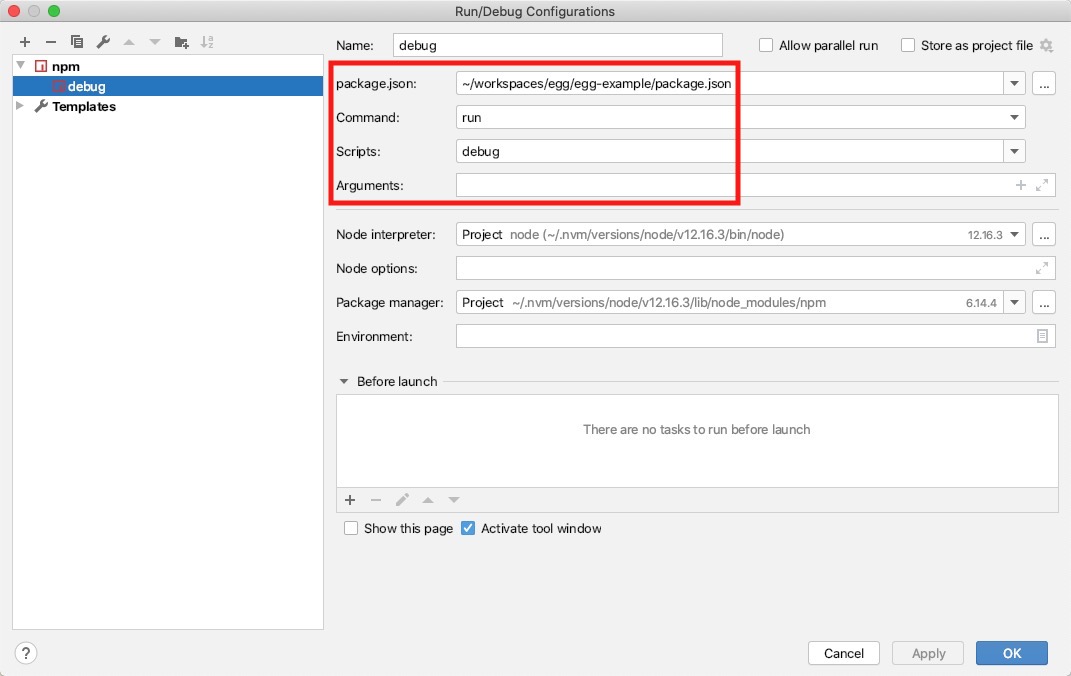 Run/Debug Configurations
npm
debug
Templates
Name: debug
Allow parallel run
Store as project file
package.json: ~/workspaces/egg/egg-example/package.json ...
Command: run
Scripts: debug
Arguments:
Node interpreter: Project node (~/.nvm/versions/node/v12.16.3/bin/node) 12.16.3 ...
Node options:
Package manager: Project ~/.nvm/versions/node/v12.16.3/lib/node_modules/npm 6.14.4 ...
Environment:
Before launch
There are no tasks to run before launch
Show this page
Activate tool window
? Cancel Apply OK